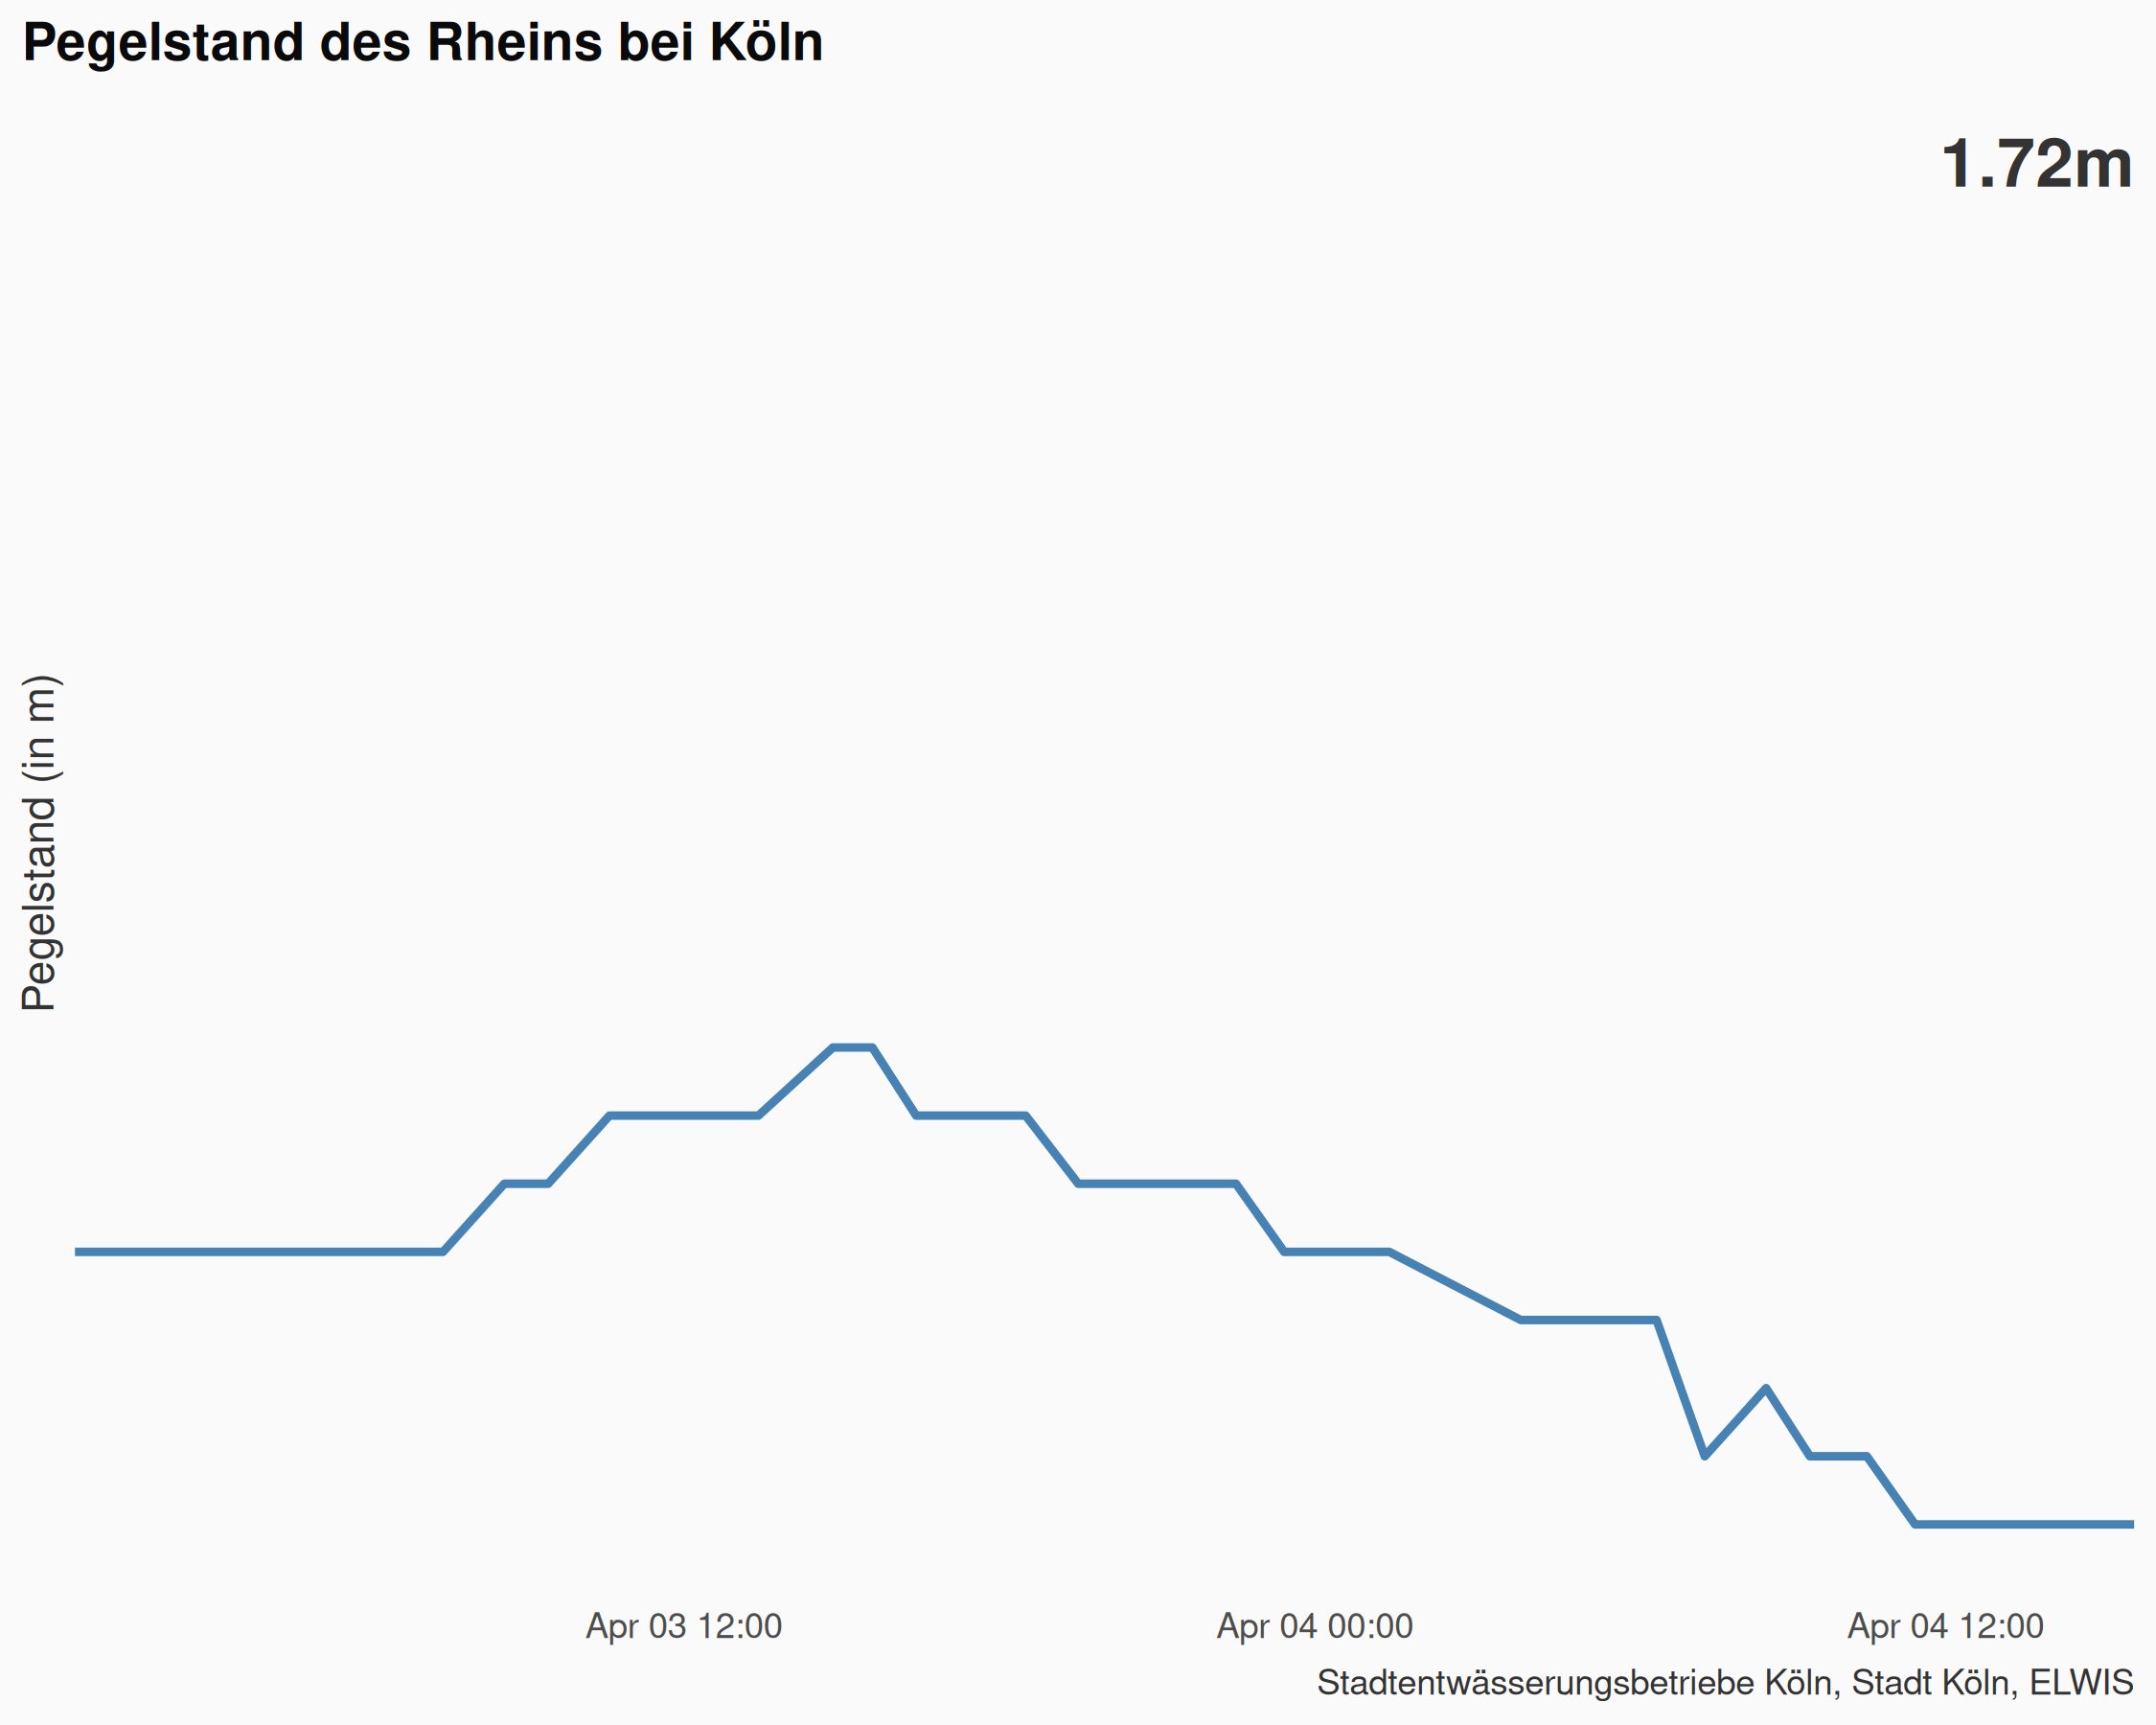 Pegelstand des Rheins bei Köln
1.72m
Pegelstand (in m)
Apr 03 12:00
Apr 04 00:00
Apr 04 12:00
Stadtentwässerungsbetriebe Köln, Stadt Köln, ELWIS